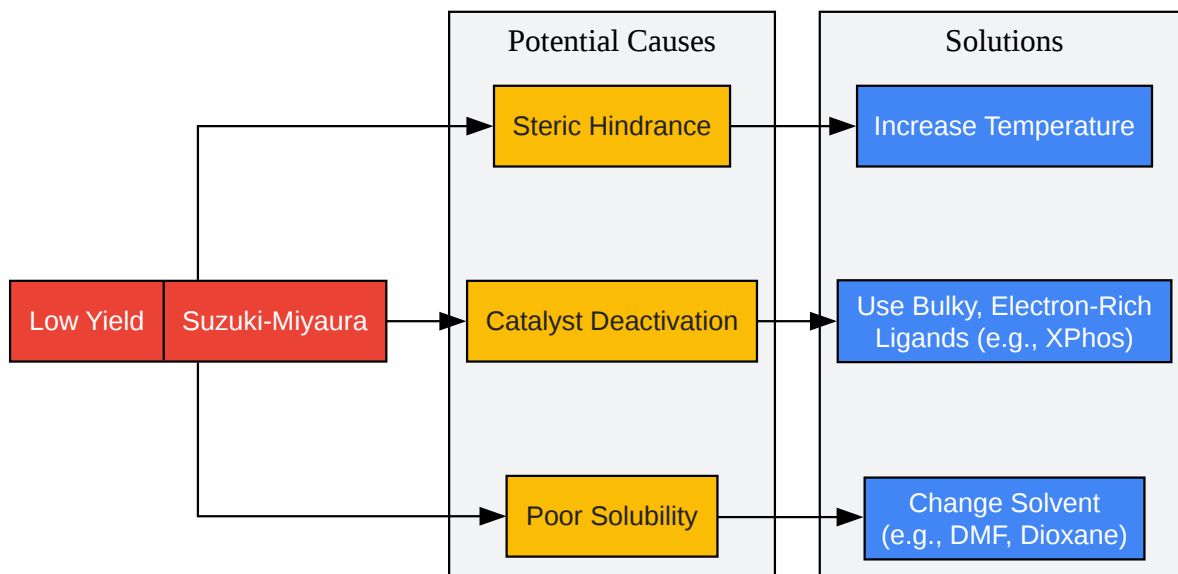 Potential Causes
Solutions
Steric Hindrance
Increase Temperature
Low Yield
Suzuki-Miyaura
Catalyst Deactivation
Use Bulky, Electron-Rich
Ligands (e.g., XPhos)
Poor Solubility
Change Solvent
(e.g., DMF, Dioxane)